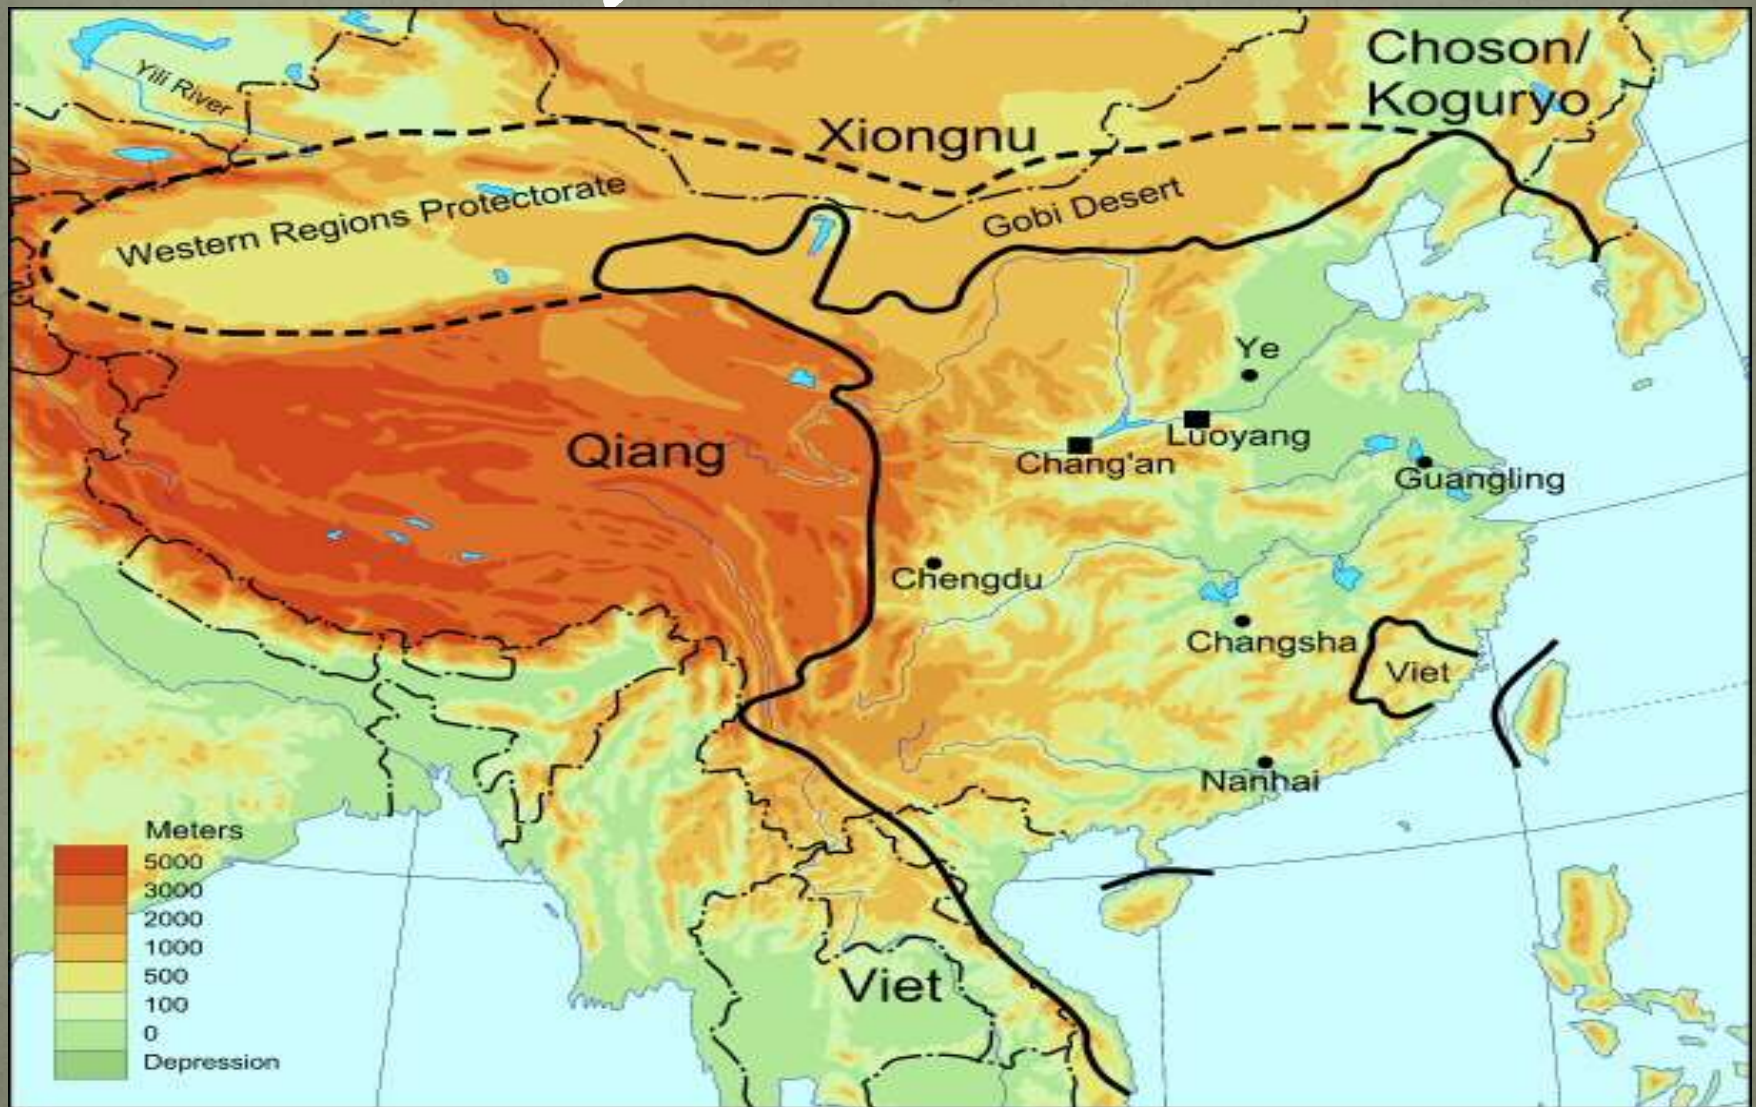 Choson/
Koguryo
Yili River
Xiongnu
Western Regions Protectorate
Gobi Desert
Ye
Luoyang
Qiang
Chang'an
Guangling
Chengdu
Changsha
Viet
Nanhai
Viet
Meters
5000
3000
2000
1000
500
100
0
Depression